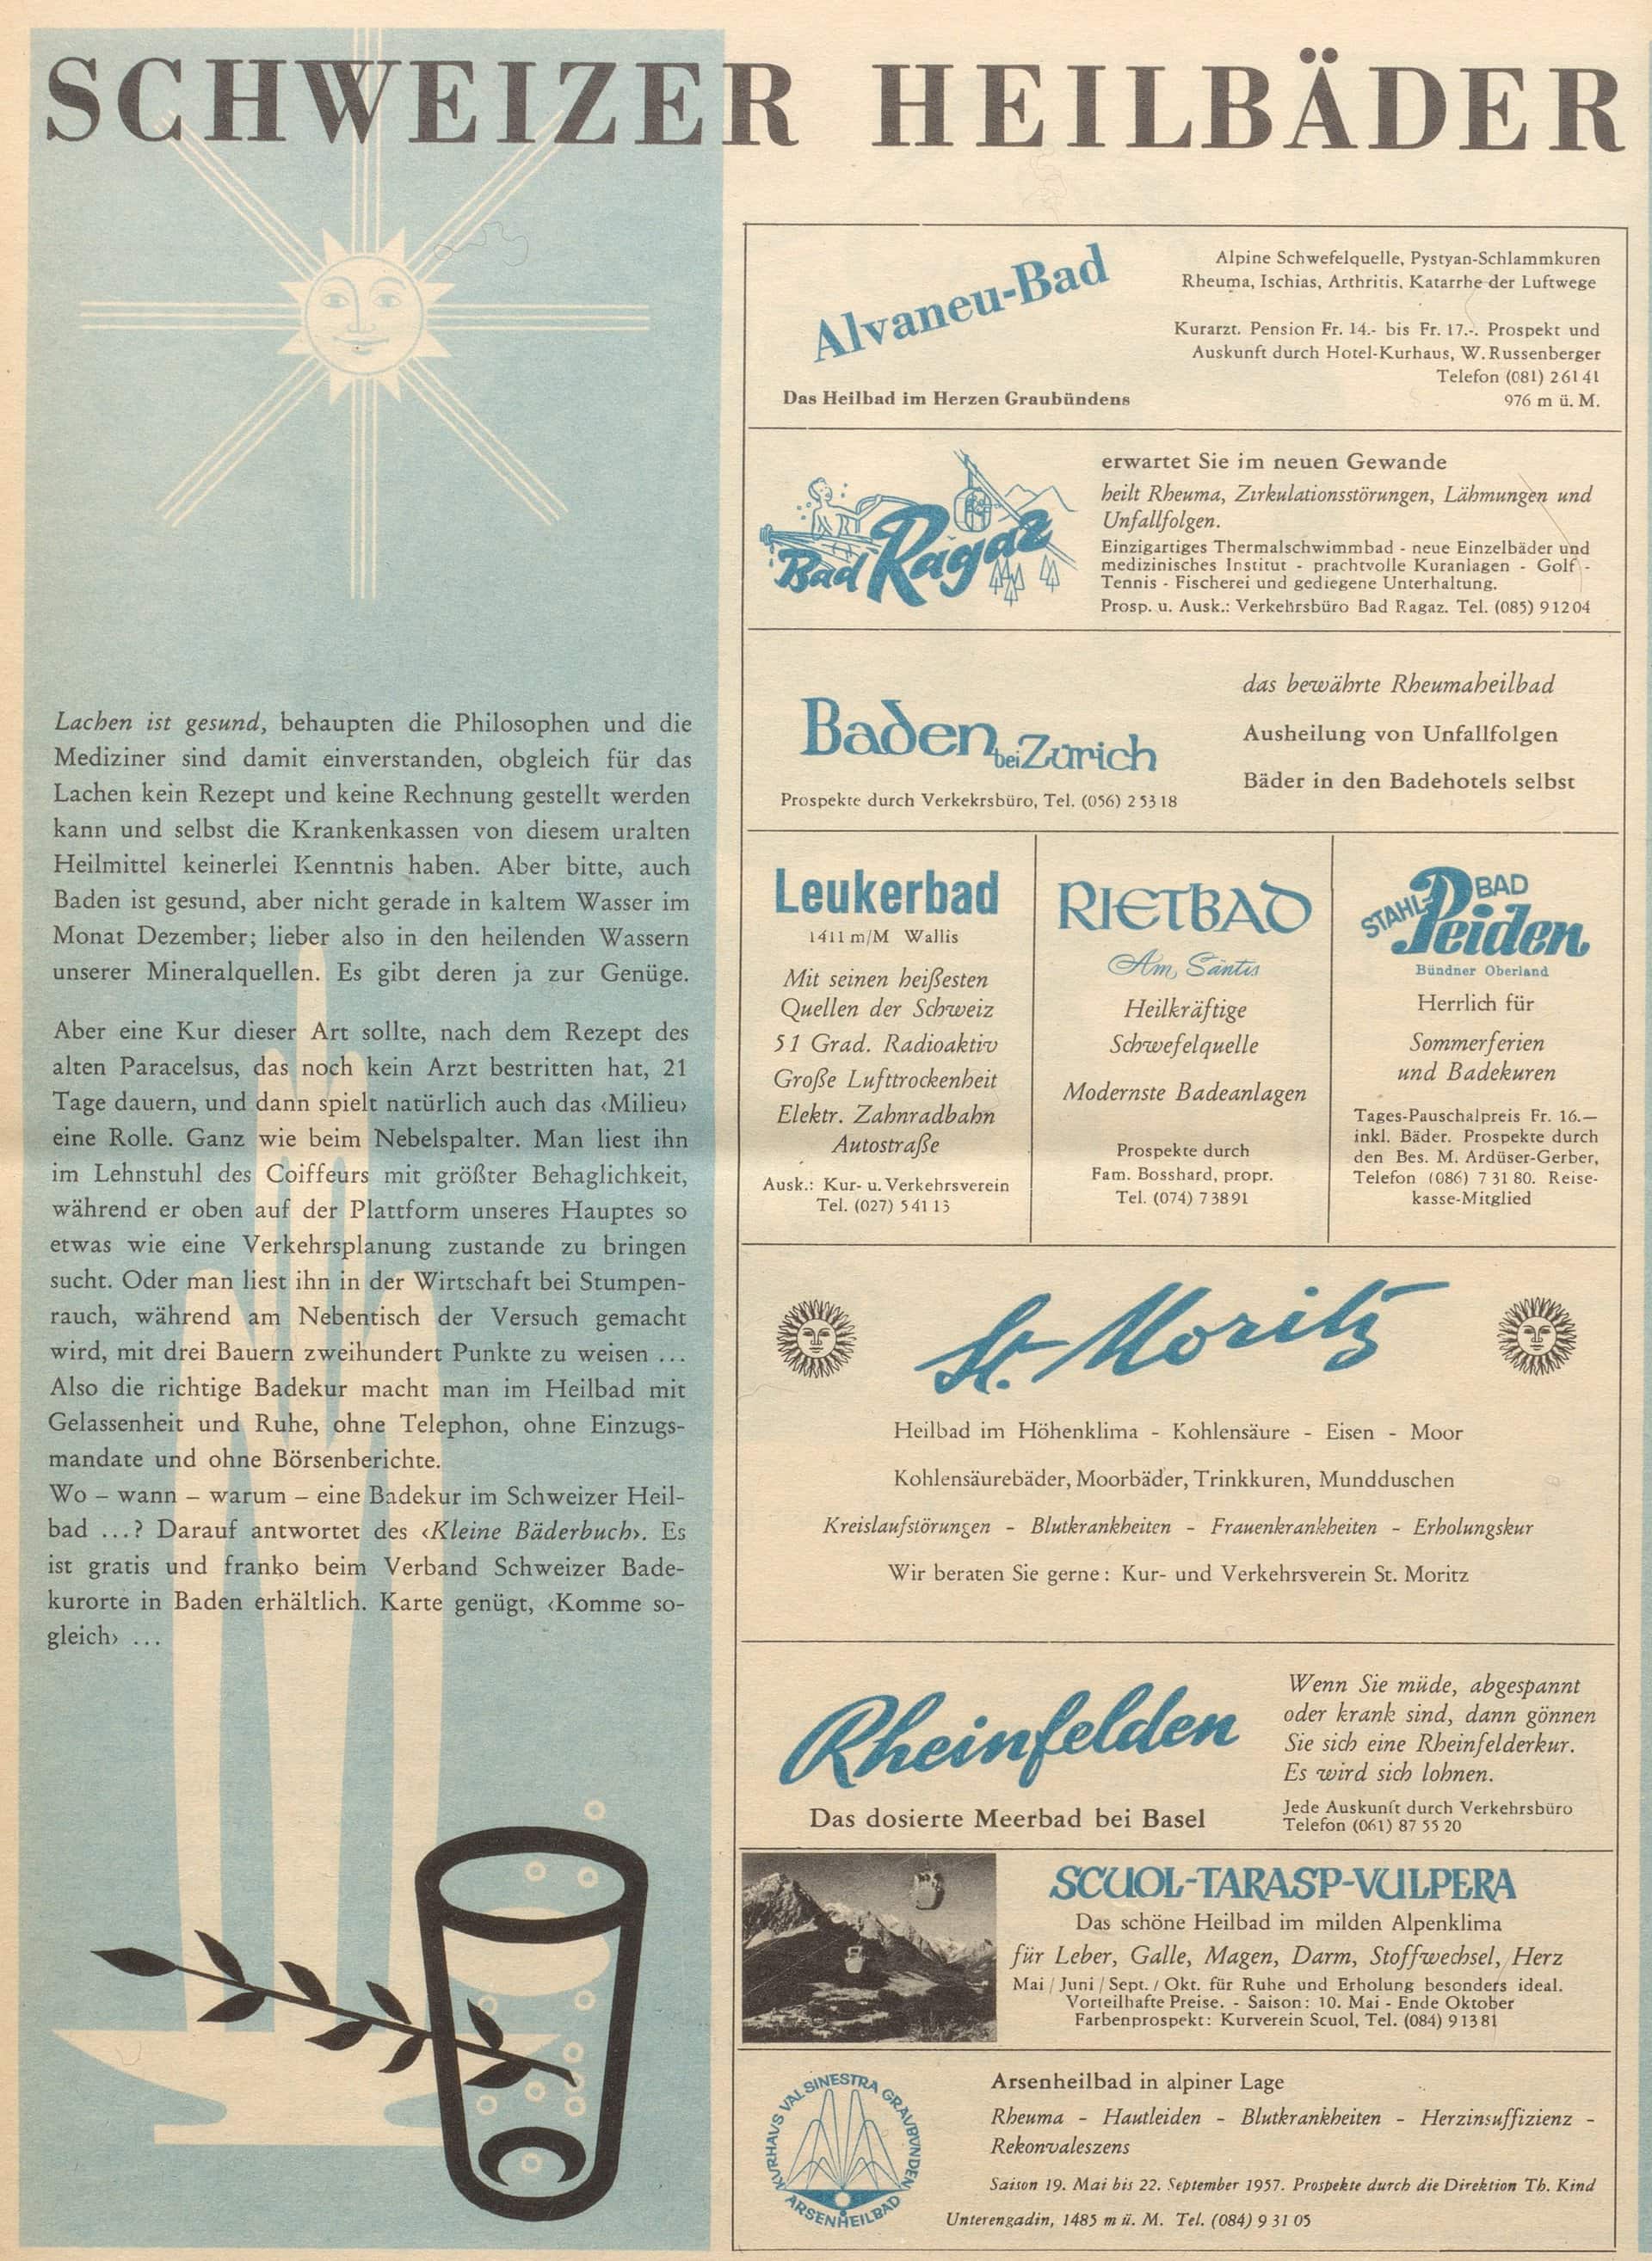 SCHWEIZER HEILBÄDER
Lachen ist gesund, behaupten die Philosophen und die
Mediziner sind damit einverstanden, obgleich für das
Lachen kein Rezept und keine Rechnung gestellt werden
kann und selbst die Krankenkassen von diesem uralten
Heilmittel keinerlei Kenntnis haben. Aber bitte, auch
Baden ist gesund, aber nicht gerade in kaltem Wasser im
Monat Dezember; lieber also in den heilenden Wassern
unserer Mineralquellen. Es gibt deren ja zur Genüge.
Aber eine Kur dieser Art sollte, nach dem Rezept des
alten Paracelsus, das noch kein Arzt bestritten hat, 21
Tage dauern, und dann spielt natürlich auch das ‹Milieu›
eine Rolle. Ganz wie beim Nebelspalter. Man liest ihn
im Lehnstuhl des Coiffeurs mit größter Behaglichkeit,
während er oben auf der Plattform unseres Hauptes so
etwas wie eine Verkehrsplanung zustande zu bringen
sucht. Oder man liest ihn in der Wirtschaft bei Stumpen-
rauch, während am Nebentisch der Versuch gemacht
wird, mit drei Bauern zweihundert Punkte zu weisen ...
Also die richtige Badekur macht man im Heilbad mit
Gelassenheit und Ruhe, ohne Telephon, ohne Einzugs-
mandate und ohne Börsenberichte.
Wo – wann – warum – eine Badekur im Schweizer Heil-
bad ...? Darauf antwortet des ‹Kleine Bäderbuch›. Es
ist gratis und franko beim Verband Schweizer Bade-
kurorte in Baden erhältlich. Karte genügt, ‹Komme so-
gleich› ...
Alvaneu-Bad
Das Heilbad im Herzen Graubündens
Alpine Schwefelquelle, Pystyan-Schlammkuren
Rheuma, Ischias, Arthritis, Katarrhe der Luftwege
Kurarzt. Pension Fr. 14.- bis Fr. 17.-. Prospekt und
Auskunft durch Hotel-Kurhaus, W. Russenberger
Telefon (081) 2 61 41
976 m ü. M.
Bad Ragaz
erwartet Sie im neuen Gewande
heilt Rheuma, Zirkulationsstörungen, Lähmungen und
Unfallfolgen.
Einzigartiges Thermalschwimmbad - neue Einzelbäder und
medizinisches Institut - prachtvolle Kuranlagen - Golf -
Tennis - Fischerei und gediegene Unterhaltung.
Prosp. u. Ausk.: Verkehrsbüro Bad Ragaz. Tel. (085) 9 12 04
Baden bei Zürich
Prospekte durch Verkekrsbüro, Tel. (056) 2 53 18
das bewährte Rheumaheilbad
Ausheilung von Unfallfolgen
Bäder in den Badehotels selbst
Leukerbad
1411 m/M Wallis
Mit seinen heißesten
Quellen der Schweiz
51 Grad. Radioaktiv
Große Lufttrockenheit
Elektr. Zahnradbahn
Autostraße
Ausk.: Kur- u. Verkehrsverein
Tel. (027) 5 41 13
RIETBAD
Am Säntis
Heilkräftige
Schwefelquelle
Modernste Badeanlagen
Prospekte durch
Fam. Bosshard, propr.
Tel. (074) 7 38 91
STAHLBAD
Peiden
Bündner Oberland
Herrlich für
Sommerferien
und Badekuren
Tages-Pauschalpreis Fr. 16.—
inkl. Bäder. Prospekte durch
den Bes. M. Ardüser-Gerber,
Telefon (086) 7 31 80. Reise-
kasse-Mitglied
St. Moritz
Heilbad im Höhenklima - Kohlensäure - Eisen - Moor
Kohlensäurebäder, Moorbäder, Trinkkuren, Mundduschen
Kreislaufstörungen - Blutkrankheiten - Frauenkrankheiten - Erholungskur
Wir beraten Sie gerne: Kur- und Verkehrsverein St. Moritz
Rheinfelden
Das dosierte Meerbad bei Basel
Wenn Sie müde, abgespannt
oder krank sind, dann gönnen
Sie sich eine Rheinfelderkur.
Es wird sich lohnen.
Jede Auskunft durch Verkehrsbüro
Telefon (061) 87 55 20
SCUOL-TARASP-VULPERA
Das schöne Heilbad im milden Alpenklima
für Leber, Galle, Magen, Darm, Stoffwechsel, Herz
Mai / Juni / Sept. / Okt. für Ruhe und Erholung besonders ideal.
Vorteilhafte Preise. - Saison: 10. Mai - Ende Oktober
Farbenprospekt: Kurverein Scuol, Tel. (084) 9 13 81
KURHAUS VAL SINESTRA GRAUBÜNDEN
ARSENHEILBAD
Arsenheilbad in alpiner Lage
Rheuma - Hautleiden - Blutkrankheiten - Herzinsuffizienz -
Rekonvaleszens
Saison 19. Mai bis 22. September 1957. Prospekte durch die Direktion Th. Kind
Unterengadin, 1485 m ü. M. Tel. (084) 9 31 05